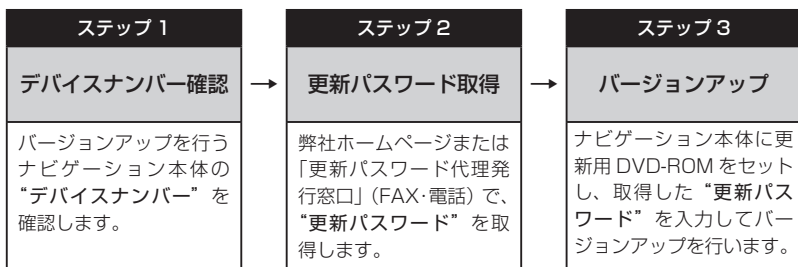 ステップ 1
デバイスナンバー確認
バージョンアップを行う
ナビゲーション本体の
“デバイスナンバー” を
確認します。
→
ステップ 2
更新パスワード取得
弊社ホームページまたは
「更新パスワード代理発
行窓口」（FAX・電話）で、
“更新パスワード” を取
得します。
→
ステップ 3
バージョンアップ
ナビゲーション本体に更
新用 DVD-ROM をセット
し、取得した “更新パス
ワード” を入力してバー
ジョンアップを行います。